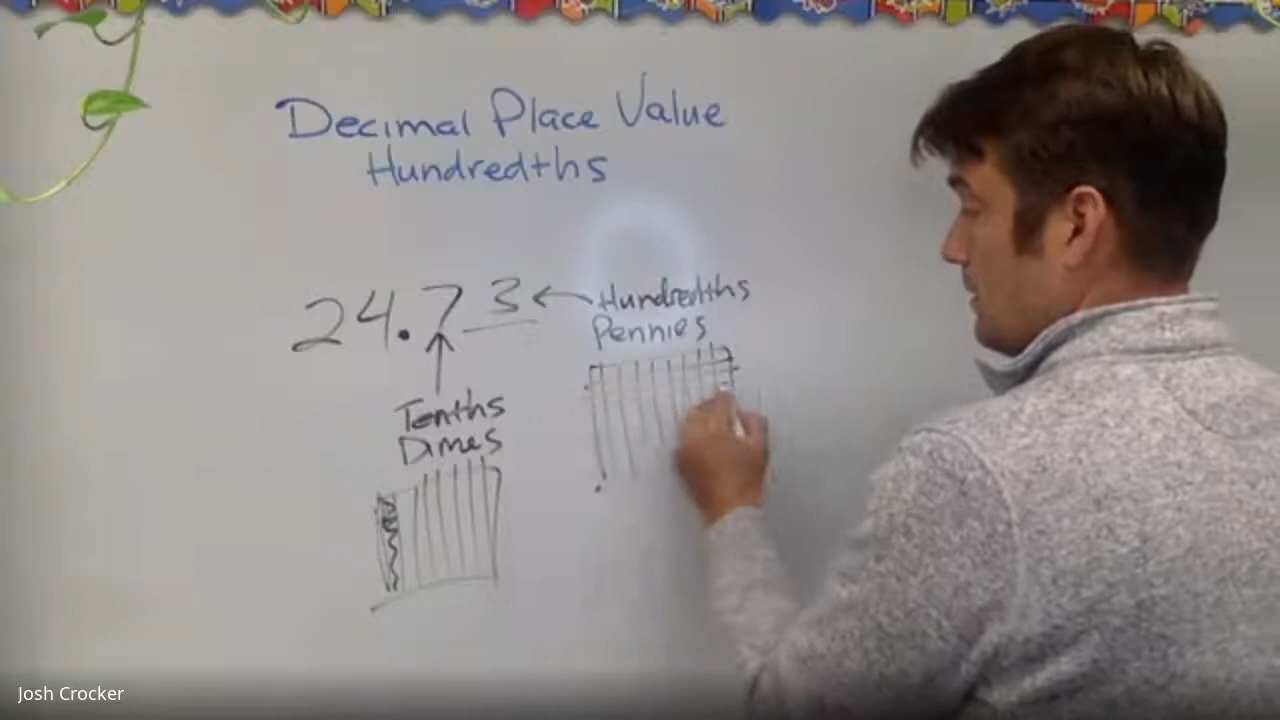 Decimal Place Value
Hundredths
24.73
Hundredths
Pennies
Tenths
Dimes
Josh Crocker